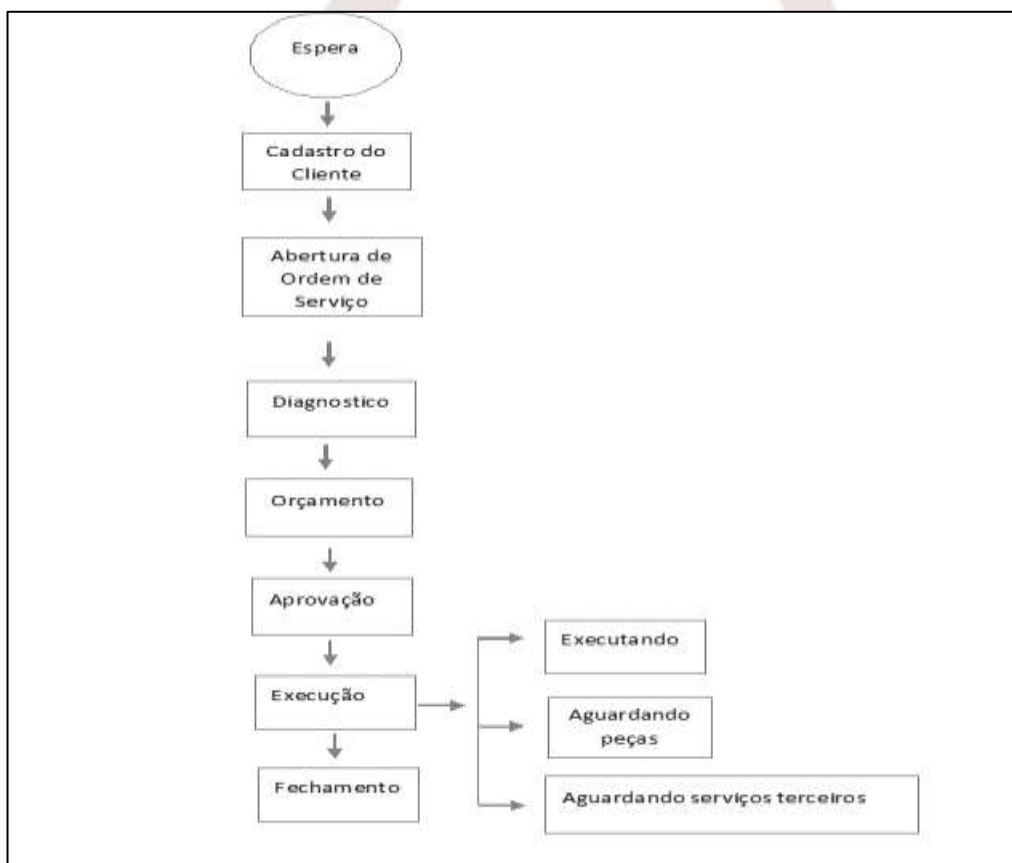 Espera
Cadastro do
Cliente
Abertura de
Ordem de
Serviço
Diagnostico
Orçamento
Aprovação
Execução
Fechamento
Executando
Aguardando
peças
Aguardando serviços terceiros